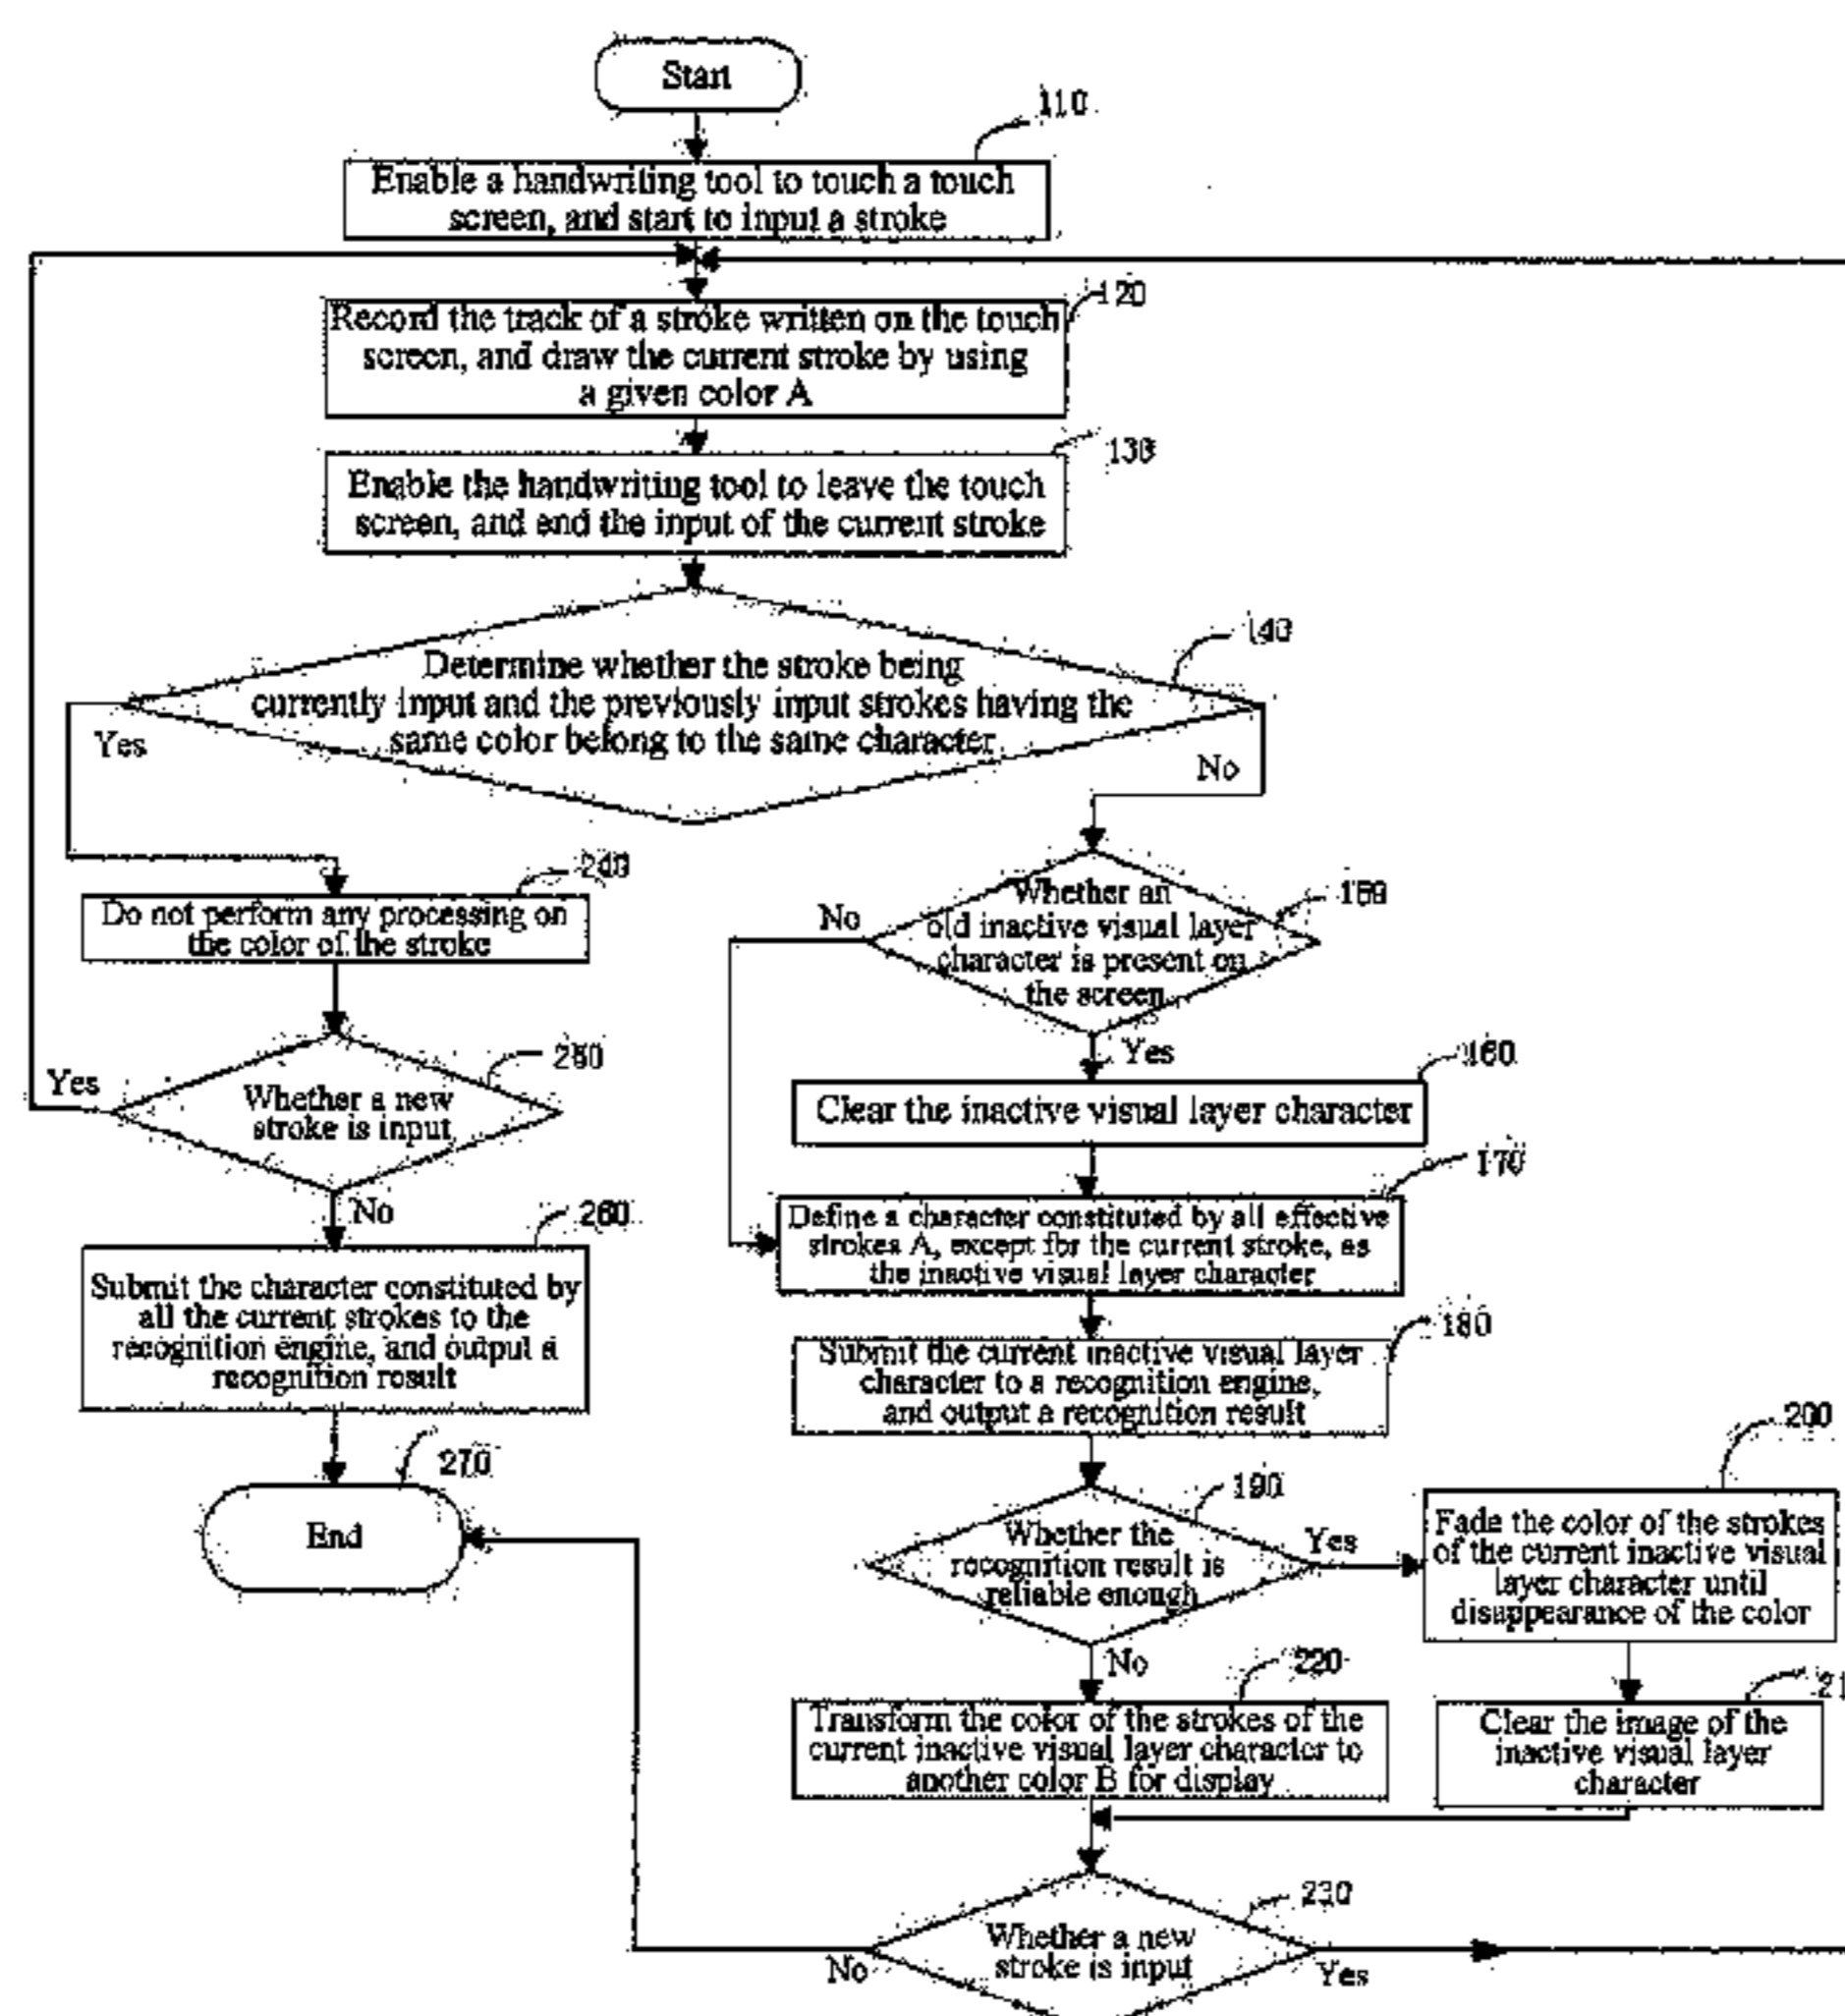 Start
110
Enable a handwriting tool to touch a touch
screen, and start to input a stroke
120
Record the track of a stroke written on the touch
screen, and draw the current stroke by using
a given color A
130
Enable the handwriting tool to leave the touch
screen, and end the input of the current stroke
140
Determine whether the stroke being
currently input and the previously input strokes having the
same color belong to the same character
Yes
No
240
Do not perform any processing on
the color of the stroke
Whether an
old inactive visual layer
character is present on
the screen
No
Yes
Whether a new
stroke is input
Yes
No
160
Clear the inactive visual layer character
170
Define a character constituted by all effective
strokes A, except for the current stroke, as
the inactive visual layer character
260
Submit the character constituted by
all the current strokes to the
recognition engine, and output a
recognition result
180
Submit the current inactive visual layer
character to a recognition engine,
and output a recognition result
270
End
190
Whether the
recognition result is
reliable enough
Yes
No
200
Fade the color of the strokes
of the current inactive visual
layer character until
disappearance of the color
220
Transform the color of the strokes of the
current inactive visual layer character to
another color B for display
21
Clear the image of the
inactive visual layer
character
230
Whether a new
stroke is input
No
Yes